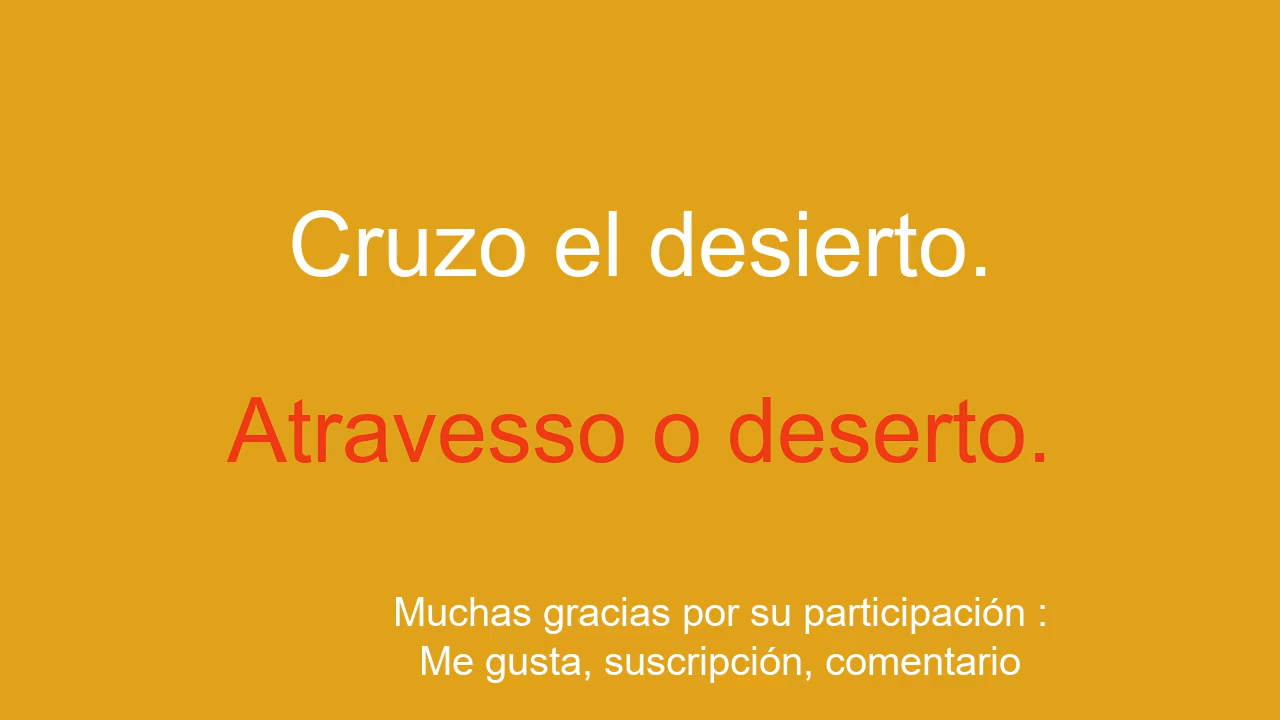 Cruzo el desierto.
Atravesso o deserto.
Muchas gracias por su participación :
Me gusta, suscripción, comentario